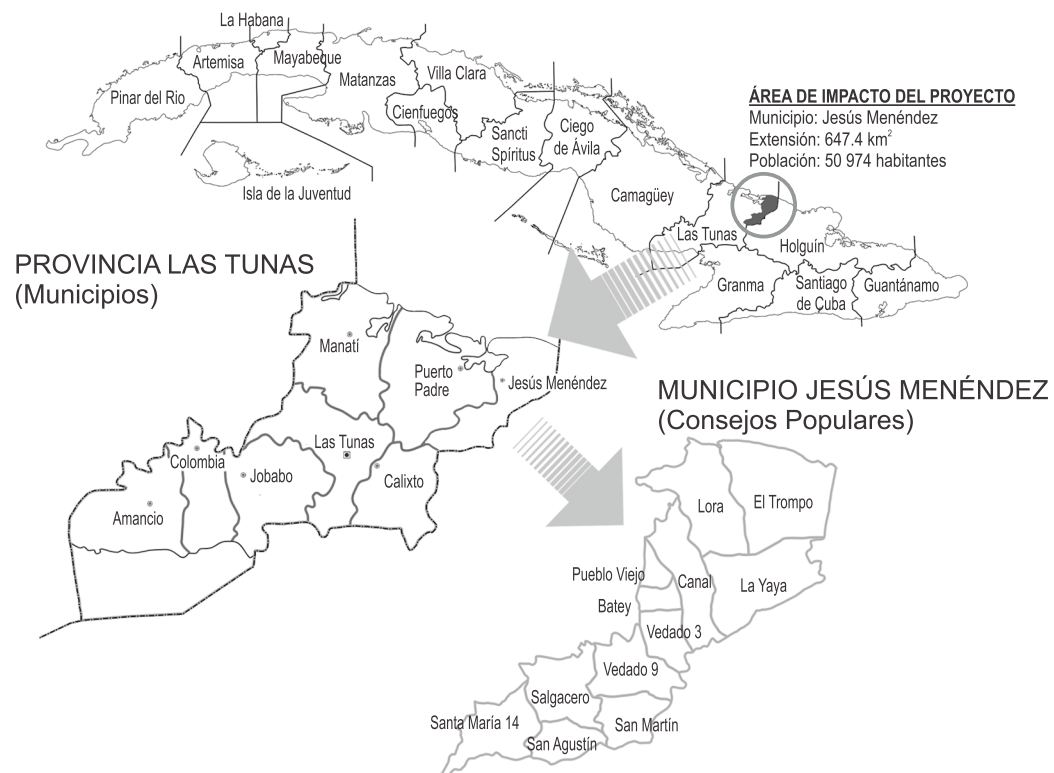 La Habana
Artemisa
Mayabeque
Matanzas
Villa Clara
Pinar del Rio
Cienfuegos
Sancti
Spíritus
Ciego
de Ávila
Isla de la Juventud
Camagüey
Las Tunas
Holguín
Granma
Santiago
de Cuba
Guantánamo
ÁREA DE IMPACTO DEL PROYECTO
Municipio: Jesús Menéndez
Extensión: 647.4 km²
Población: 50 974 habitantes
PROVINCIA LAS TUNAS
(Municipios)
Manatí
Puerto
Padre
Jesús Menéndez
Las Tunas
Colombia
Jobabo
Calixto
Amancio
MUNICIPIO JESÚS MENÉNDEZ
(Consejos Populares)
Lora
El Trompo
Pueblo Viejo
Canal
La Yaya
Batey
Vedado 3
Vedado 9
Salgacero
Santa María 14
San Martín
San Agustín